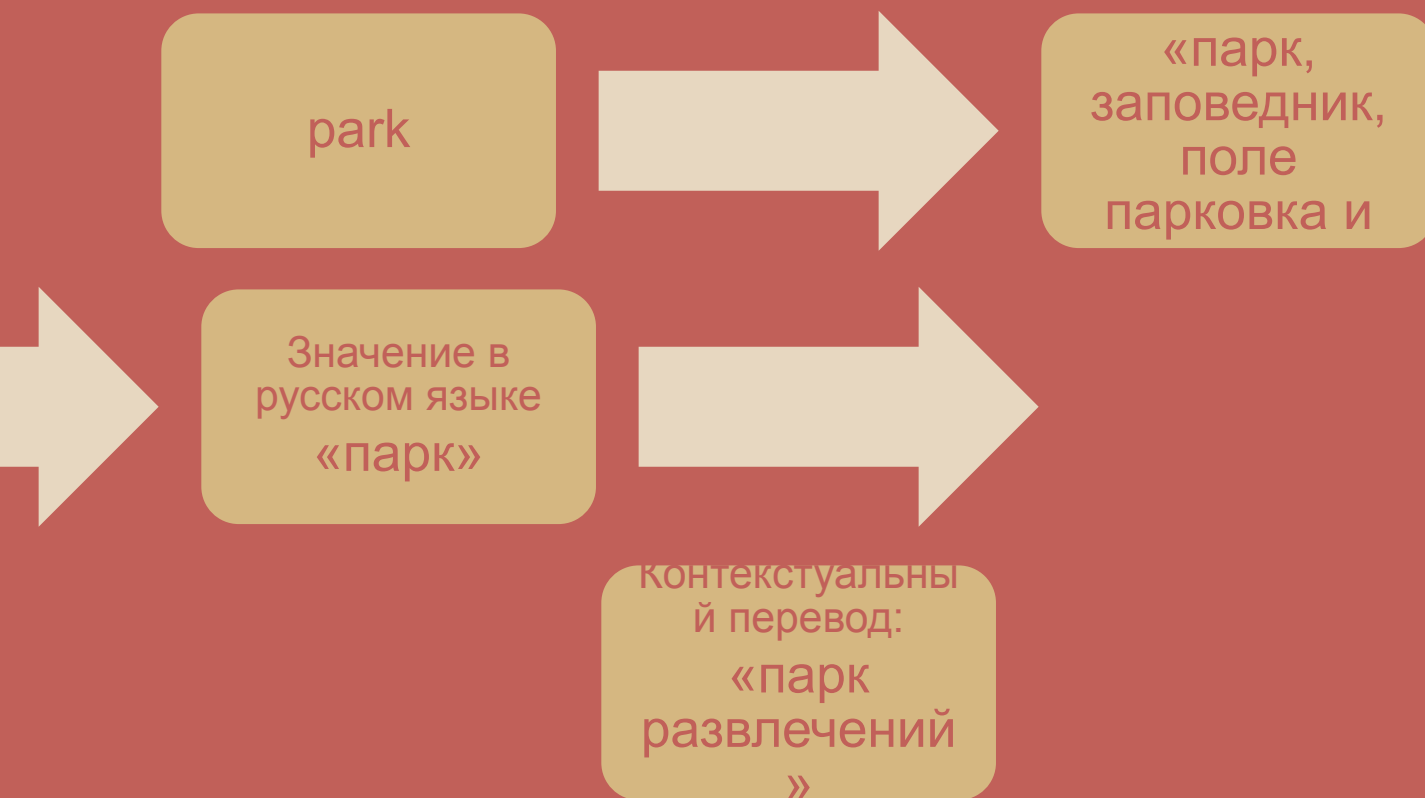 park
«парк,
заповедник,
поле
парковка и
Значение в
русском языке
«парк»
Контекстуальны
й перевод:
«парк
развлечений
»